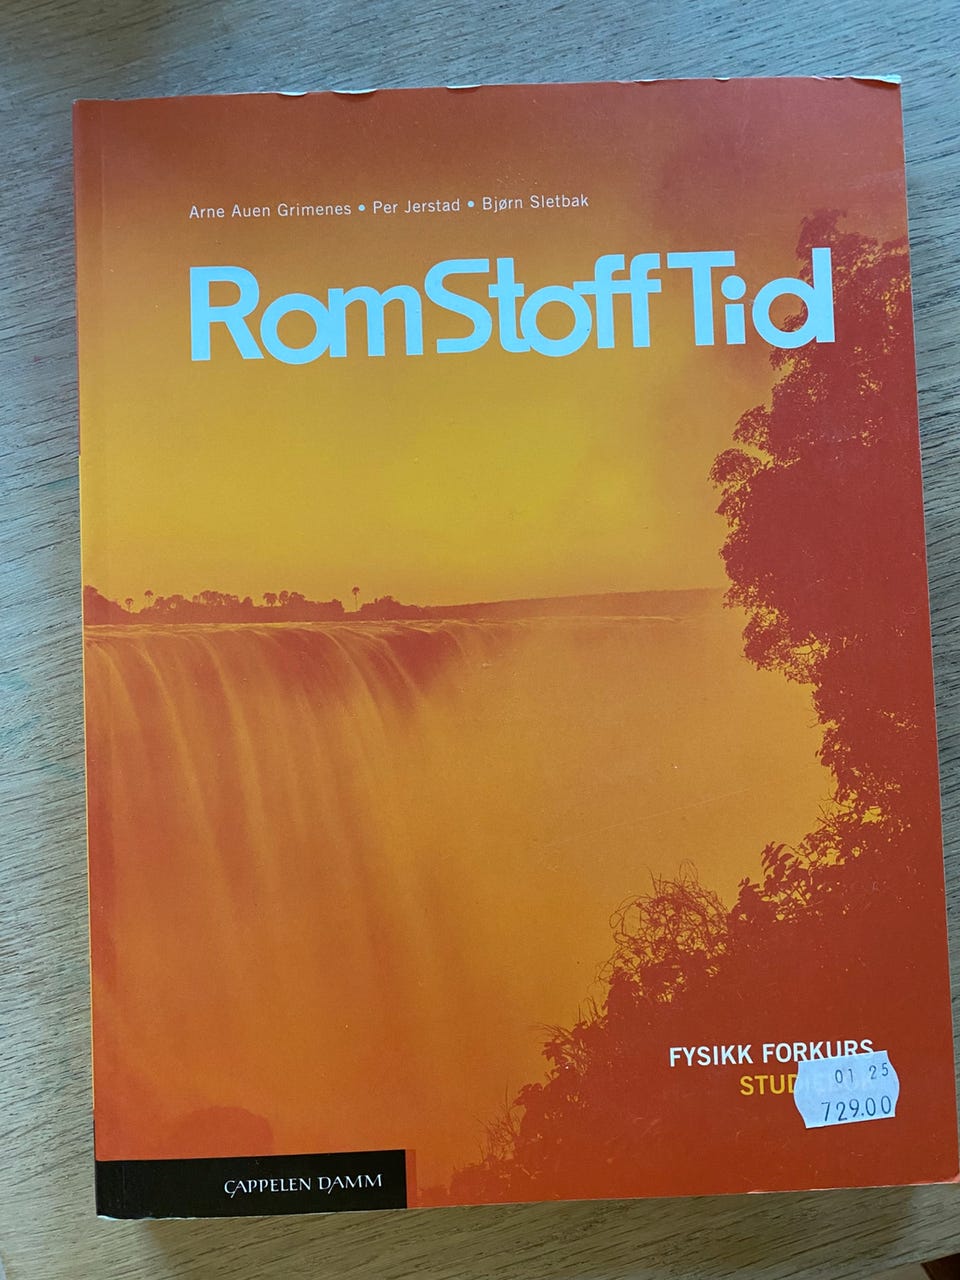 Arne Auen Grimenes • Per Jerstad • Bjørn Sletbak
RomStoffTid
FYSIKK FORKURS
01 25
729.00
CAPPELEN DAMM